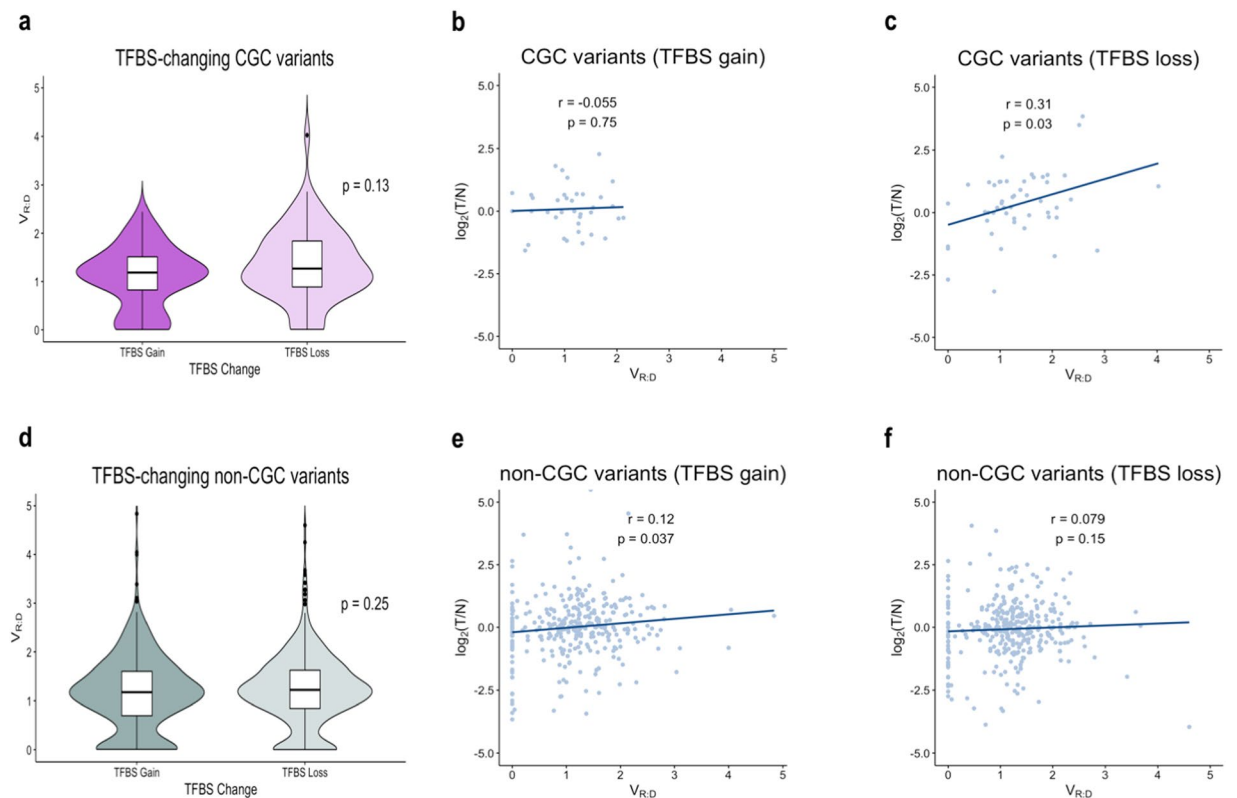 a
TFBS-changing CGC variants
5
4
3
2
1
0
V R:D
p = 0.13
TFBS Gain
TFBS Loss
TFBS Change
b
CGC variants (TFBS gain)
5.0
2.5
0.0
-2.5
-5.0
log2(T/N)
r = -0.055
p = 0.75
0 1 2 3 4 5
VR:D
c
CGC variants (TFBS loss)
5.0
2.5
0.0
-2.5
-5.0
log2(T/N)
r = 0.31
p = 0.03
0 1 2 3 4 5
VR:D
d
TFBS-changing non-CGC variants
5
4
3
2
1
0
VR:D
p = 0.25
TFBS Gain
TFBS Loss
TFBS Change
e
non-CGC variants (TFBS gain)
5.0
2.5
0.0
-2.5
-5.0
log2(T/N)
r = 0.12
p = 0.037
0 1 2 3 4 5
VR:D
f
non-CGC variants (TFBS loss)
5.0
2.5
0.0
-2.5
-5.0
log2(T/N)
r = 0.079
p = 0.15
0 1 2 3 4 5
VR:D